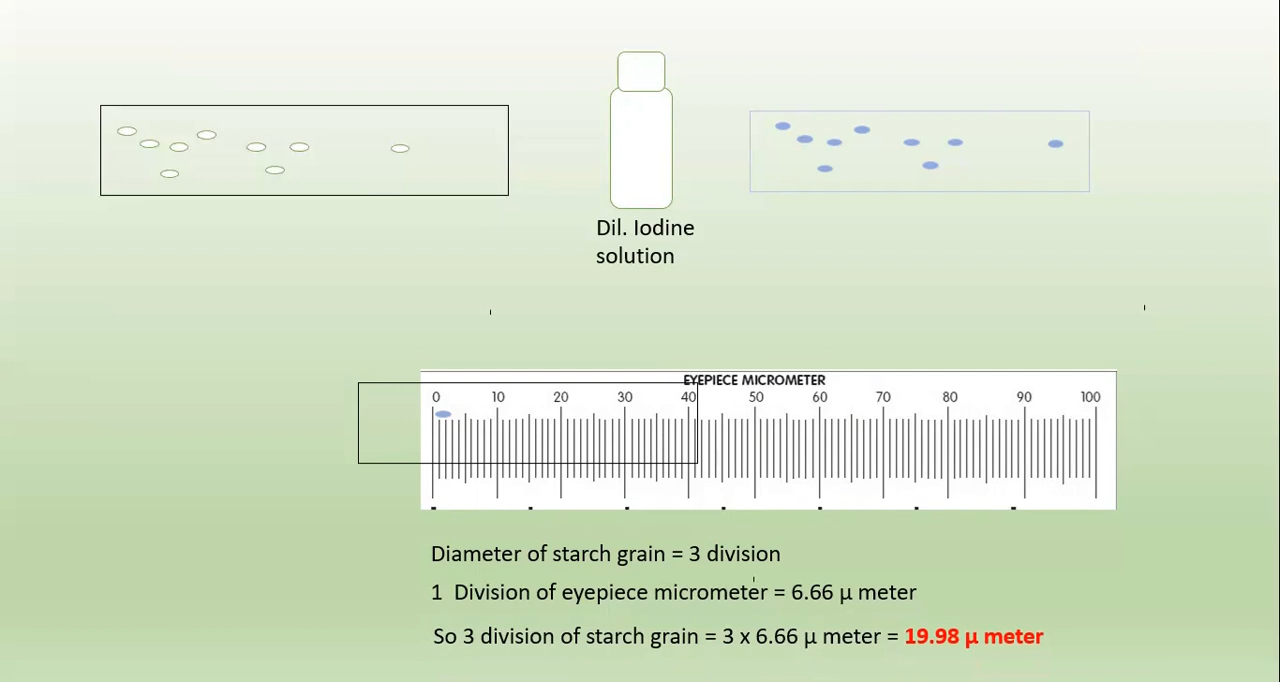 Dil. Iodine
solution
EYEPIECE MICROMETER
0 10 20 30 40 50 60 70 80 90 100
Diameter of starch grain = 3 division
1 Division of eyepiece micrometer = 6.66 µ meter
So 3 division of starch grain = 3 x 6.66 µ meter = 19.98 µ meter